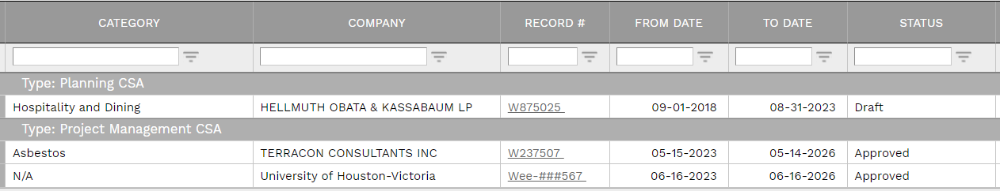 CATEGORY COMPANY RECORD # FROM DATE TO DATE STATUS
Type: Planning CSA
Hospitality and Dining HELLMUTH OBATA & KASSABAUM LP W875025 09-01-2018 08-31-2023 Draft
Type: Project Management CSA
Asbestos TERRACON CONSULTANTS INC W237507 05-15-2023 05-14-2026 Approved
N/A University of Houston-Victoria Wee-###567 06-16-2023 06-16-2026 Approved